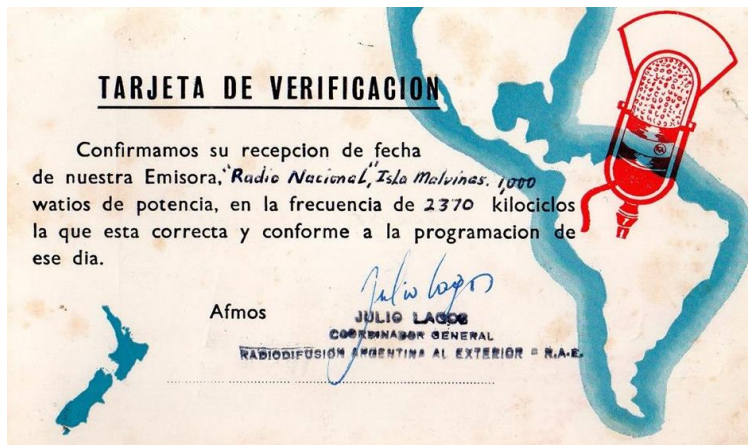 TARJETA DE VERIFICACION
Confirmamos su recepcion de fecha
de nuestra Emisora, "Radio Nacional", Isla Malvinas. 1000
watios de potencia, en la frecuencia de 2370 kilociclos
la que esta correcta y conforme a la programacion de
ese dia.
Julio Lagos
Afmos
JULIO LAGOS
COORDINADOR GENERAL
RADIODIFUSION ARGENTINA AL EXTERIOR = R.A.E.